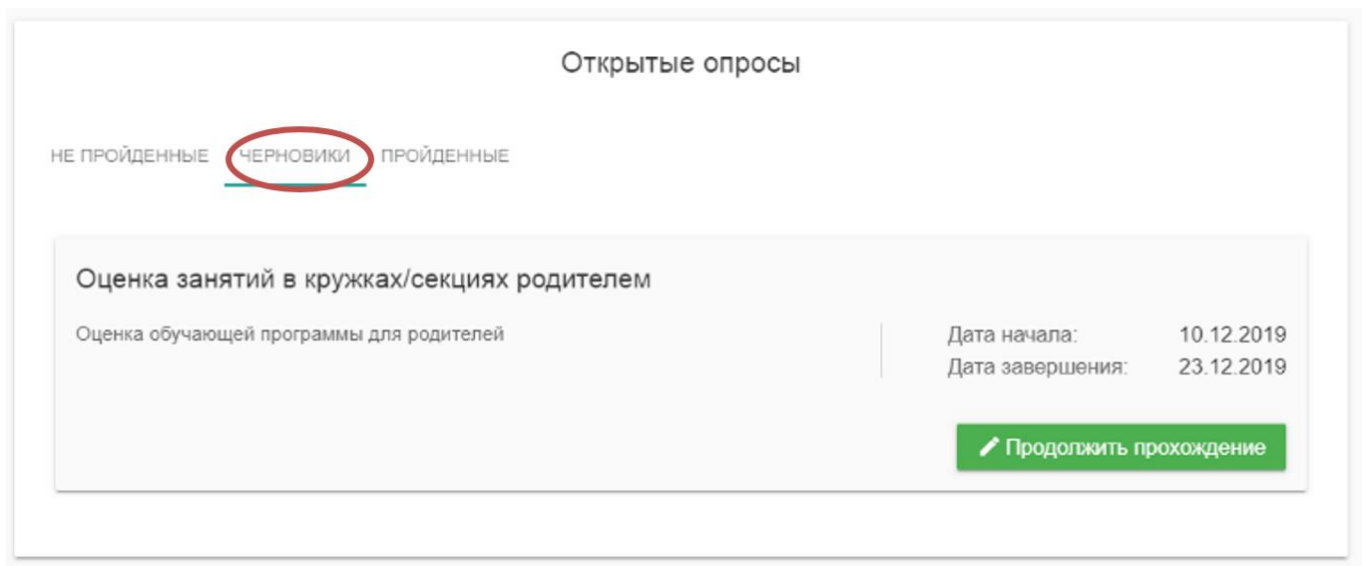 Открытые опросы
НЕ ПРОЙДЕННЫЕ ЧЕРНОВИКИ ПРОЙДЕННЫЕ
Оценка занятий в кружках/секциях родителем
Оценка обучающей программы для родителей
Дата начала: 10.12.2019
Дата завершения: 23.12.2019
Продолжить прохождение